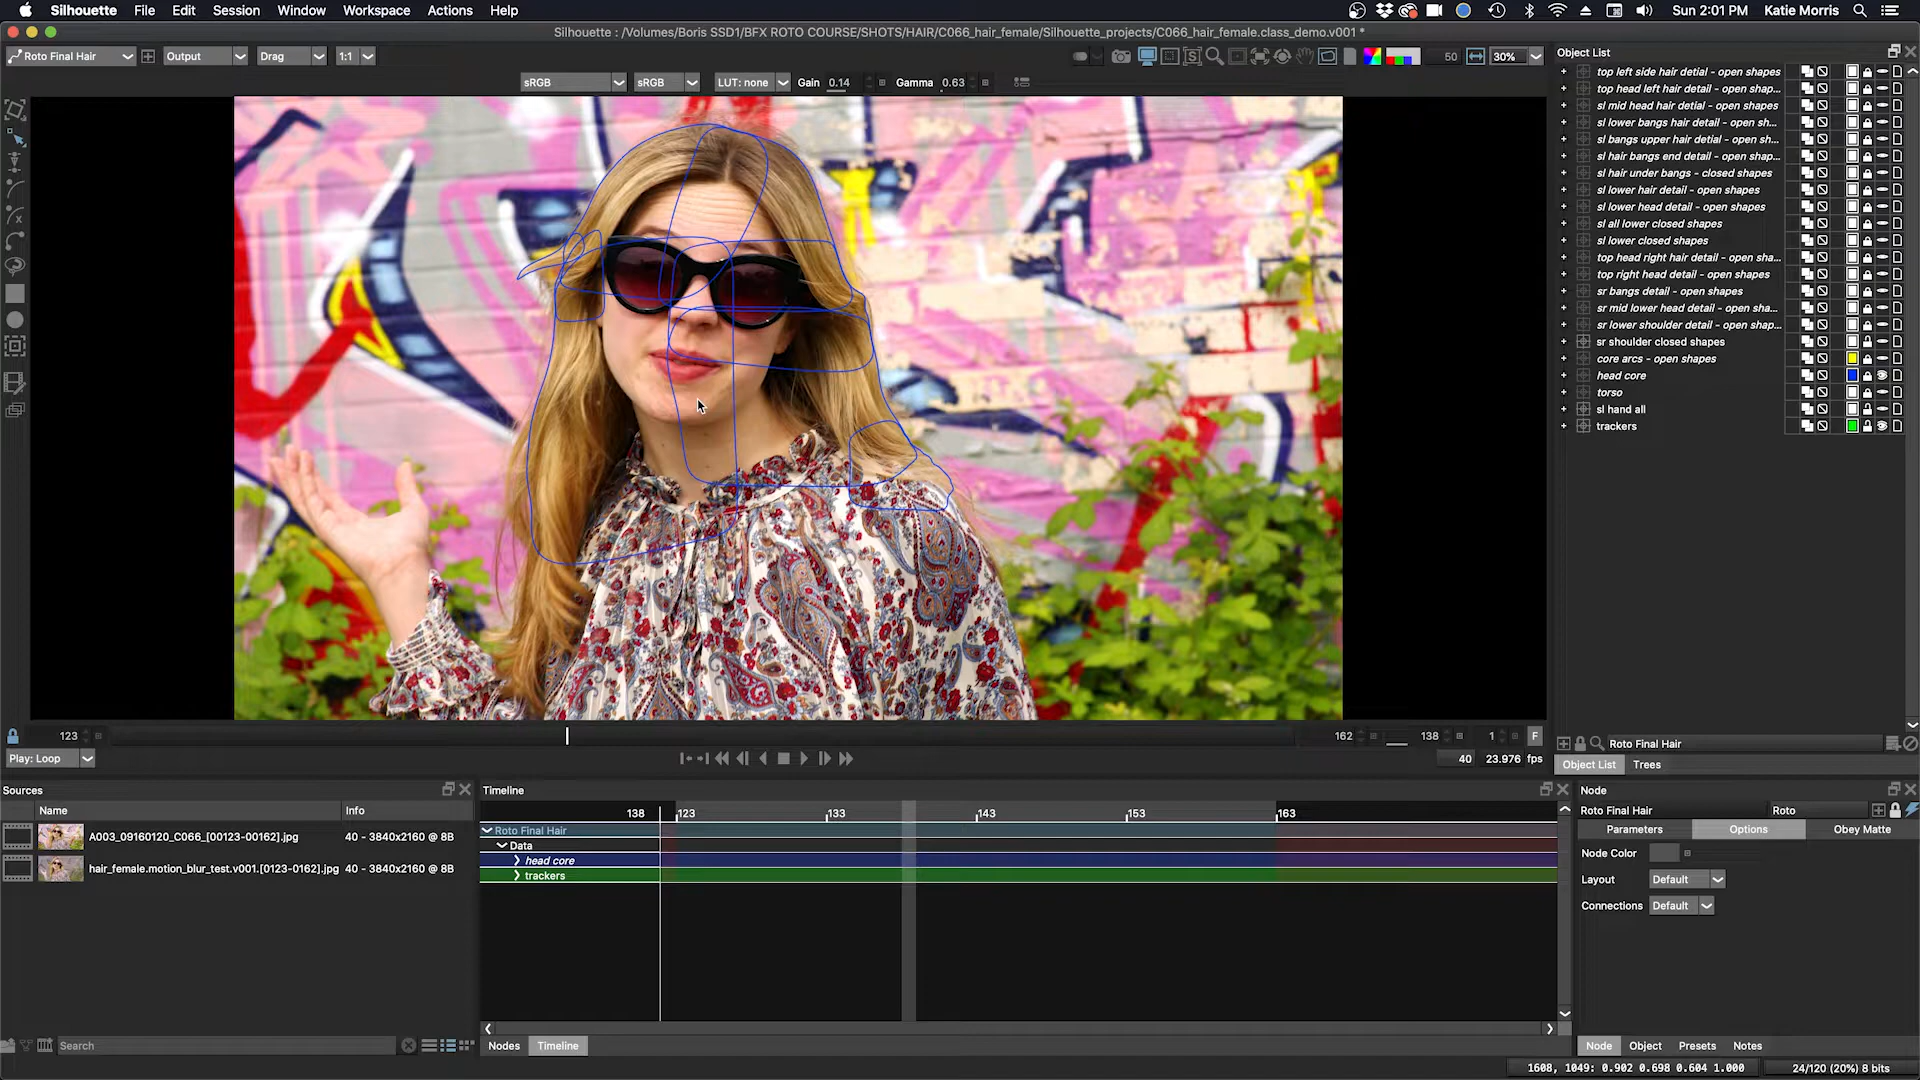 Silhouette File Edit Session Window Workspace Actions Help Sun 2:01 PM Katie Morris
Silhouette : /Volumes/Boris SSD1/BFX ROTO COURSE/SHOTS/HAIR/C066_hair_female/Silhouette_projects/C066_hair_female.class_demo.v001 *
Roto Final Hair Output Drag 1:1 50 30%
sRGB sRGB LUT: none Gain 0.14 Gamma 0.63
Object List
top left side hair detial - open shapes
top head left hair detail - open shap...
sl mid head hair detial - open shapes
sl lower bangs hair detail - open sh...
sl bangs upper hair detial - open sh...
sl hair bangs end detail - open shap...
sl hair under bangs - closed shapes
sl lower hair detail - open shapes
sl lower head detail - open shapes
sl all lower closed shapes
sl lower closed shapes
top head right hair detail - open sha...
top right head detail - open shapes
sr bangs detail - open shapes
sr mid lower head detail - open sha...
sr lower shoulder detail - open shap...
sr shoulder closed shapes
core arcs - open shapes
head core
torso
sl hand all
trackers
123 162 138 1 F
Play: Loop 40 23.976 fps
Roto Final Hair
Object List Trees
Sources
Name Info
A003_09160120_C066_[00123-00162].jpg 40 - 3840x2160 @ 8B
hair_female.motion_blur_test.v001.[0123-0162].jpg 40 - 3840x2160 @ 8B
Search
Timeline
138 123 133 143 153 163
Roto Final Hair
Data
head core
trackers
Nodes Timeline
Node
Roto Final Hair Roto
Parameters Options Obey Matte
Node Color
Layout Default
Connections Default
Node Object Presets Notes
1608, 1049: 0.902 0.698 0.604 1.000 24/120 (20%) 8 bits